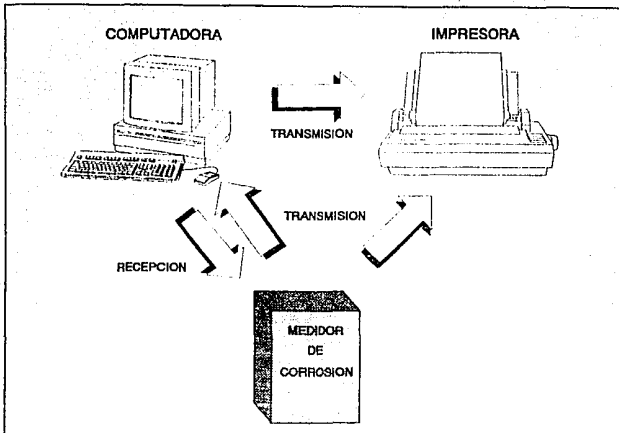 COMPUTADORA
IMPRESORA
TRANSMISION
TRANSMISION
RECEPCION
MEDIDOR
DE
CORROSION